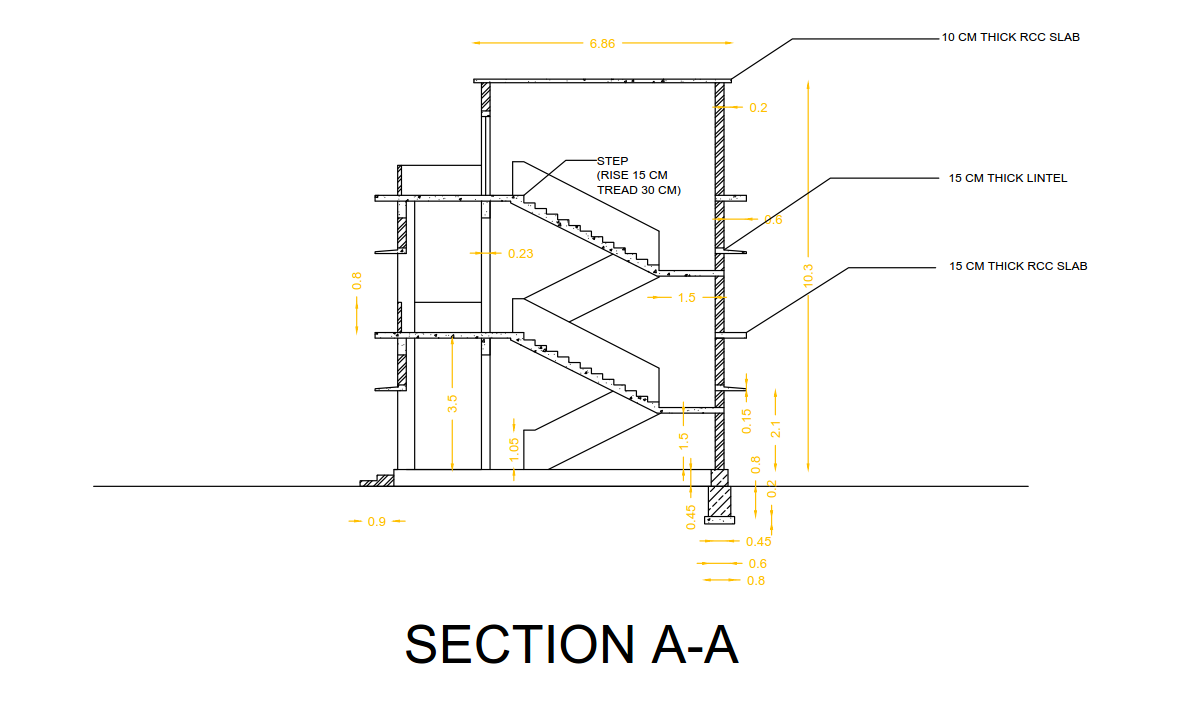 6.86
10 CM THICK RCC SLAB
0.2
STEP
(RISE 15 CM
TREAD 30 CM)
15 CM THICK LINTEL
0.6
0.23
15 CM THICK RCC SLAB
0.8
10.3
1.5
3.5
1.05
1.5
0.15
2.1
0.8
0.2
0.45
0.9
0.45
0.6
0.8
SECTION A-A